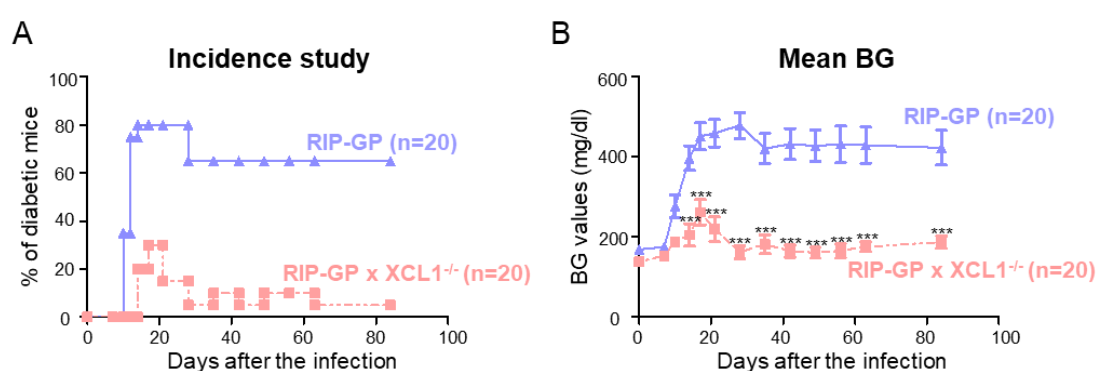 A
Incidence study
% of diabetic mice
100
80
60
40
20
0
0 20 40 60 80 100
Days after the infection
RIP-GP (n=20)
RIP-GP x XCL1-/- (n=20)
B
Mean BG
BG values (mg/dl)
600
400
200
0
0 20 40 60 80 100
Days after the infection
RIP-GP (n=20)
***
***
***
***
***
***
***
***
***
***
RIP-GP x XCL1-/- (n=20)